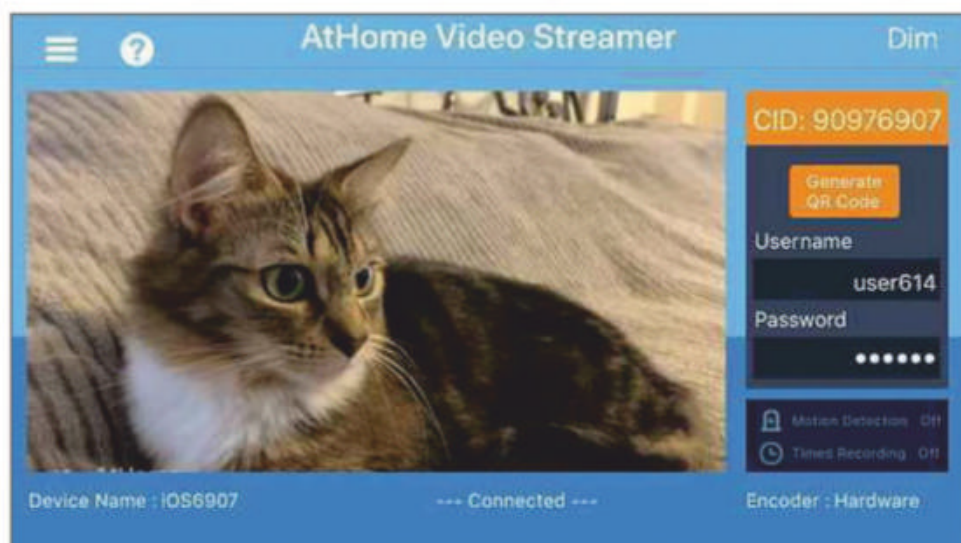 AtHome Video Streamer
Dim
CID: 90976907
Generate
QR Code
Username
user614
Password
••••••
Motion Detection Off
Times Recording Off
Device Name : iOS6907
--- Connected ---
Encoder : Hardware